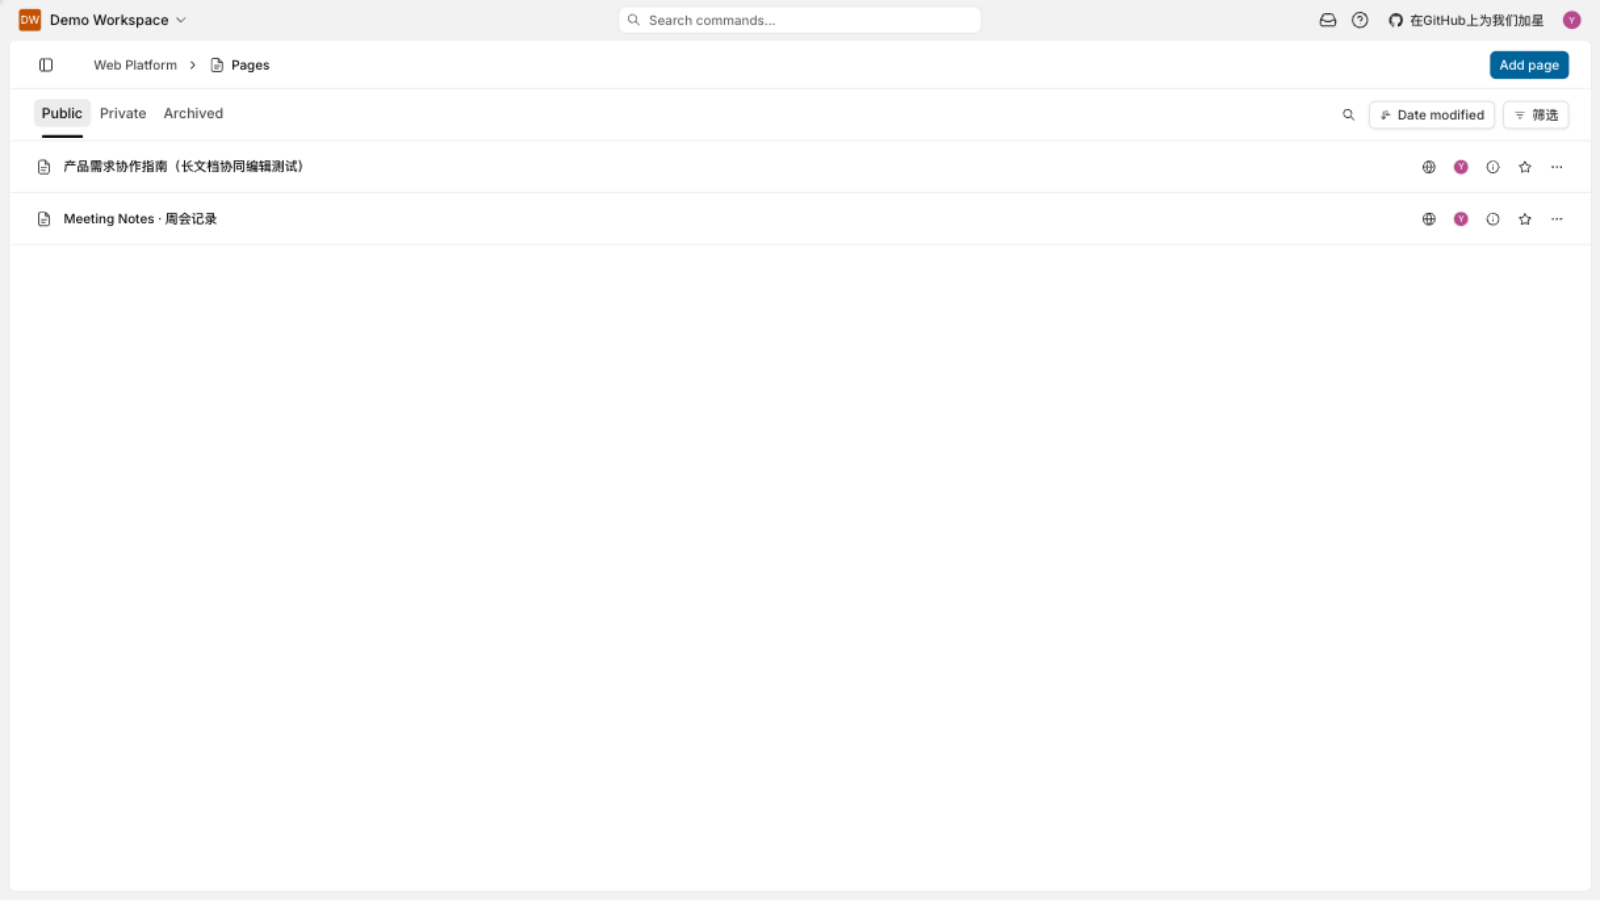 DW Demo Workspace
Search commands...
在GitHub上为我们加星
Y
Web Platform > Pages
Add page
Public Private Archived
Date modified
筛选
产品需求协作指南（长文档协同编辑测试）
Y
Meeting Notes · 周会记录
Y